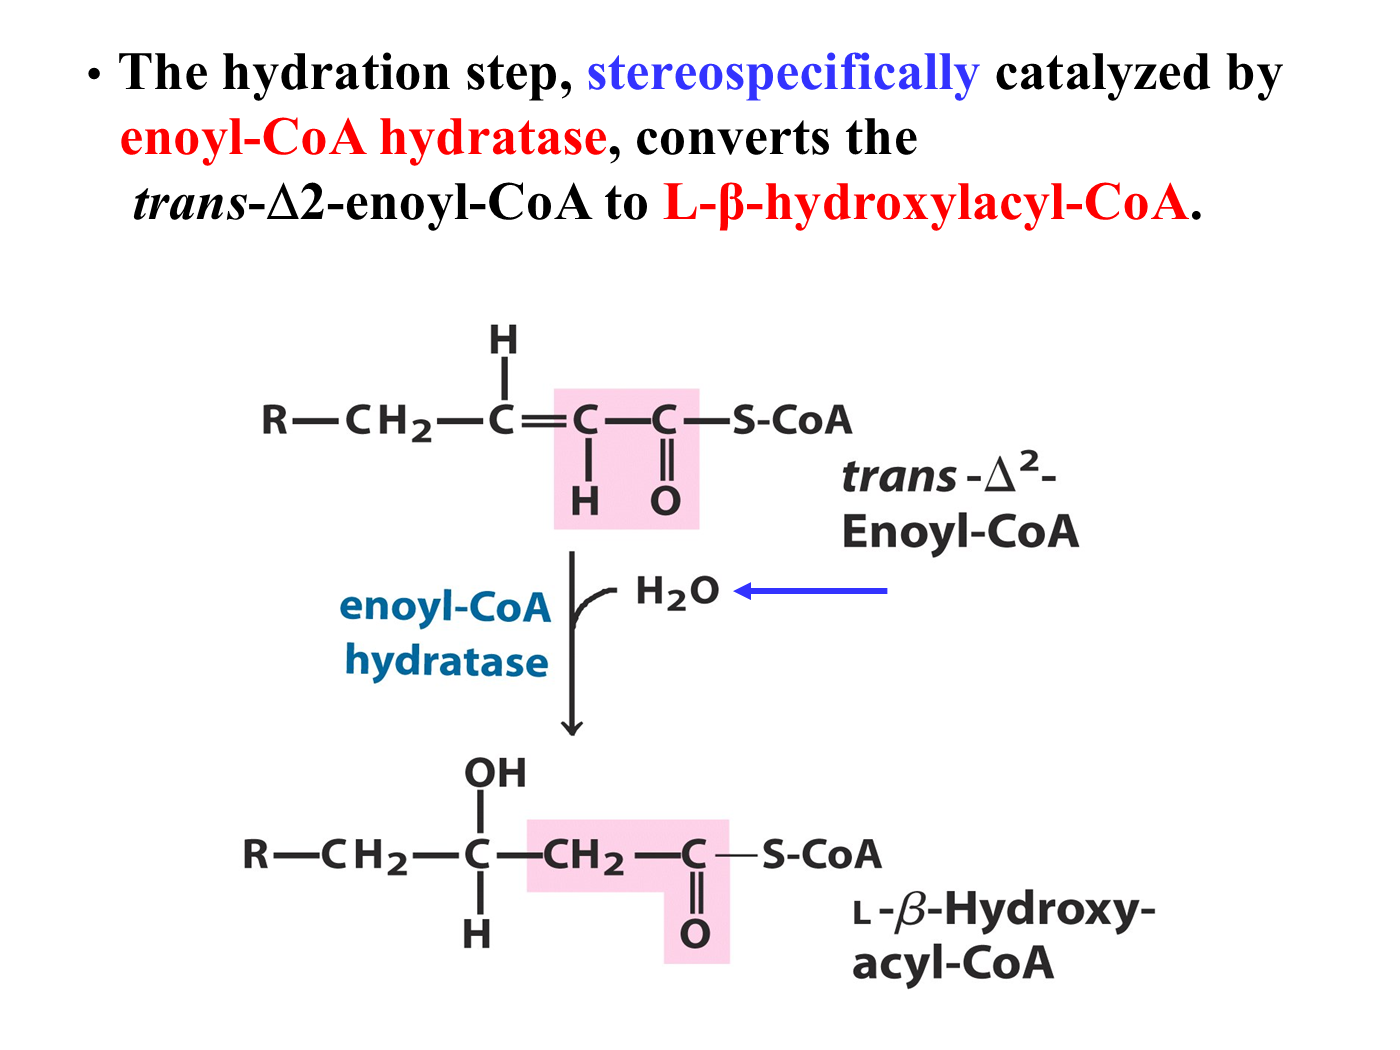 • The hydration step, stereospecifically catalyzed by
enoyl-CoA hydratase, converts the
trans-Δ2-enoyl-CoA to L-β-hydroxylacyl-CoA.
H
R—CH₂—C=C—C—S-CoA
H O
trans-Δ²-
Enoyl-CoA
H₂O
enoyl-CoA
hydratase
OH
R—CH₂—C—CH₂—C—S-CoA
H O
L-β-Hydroxy-
acyl-CoA